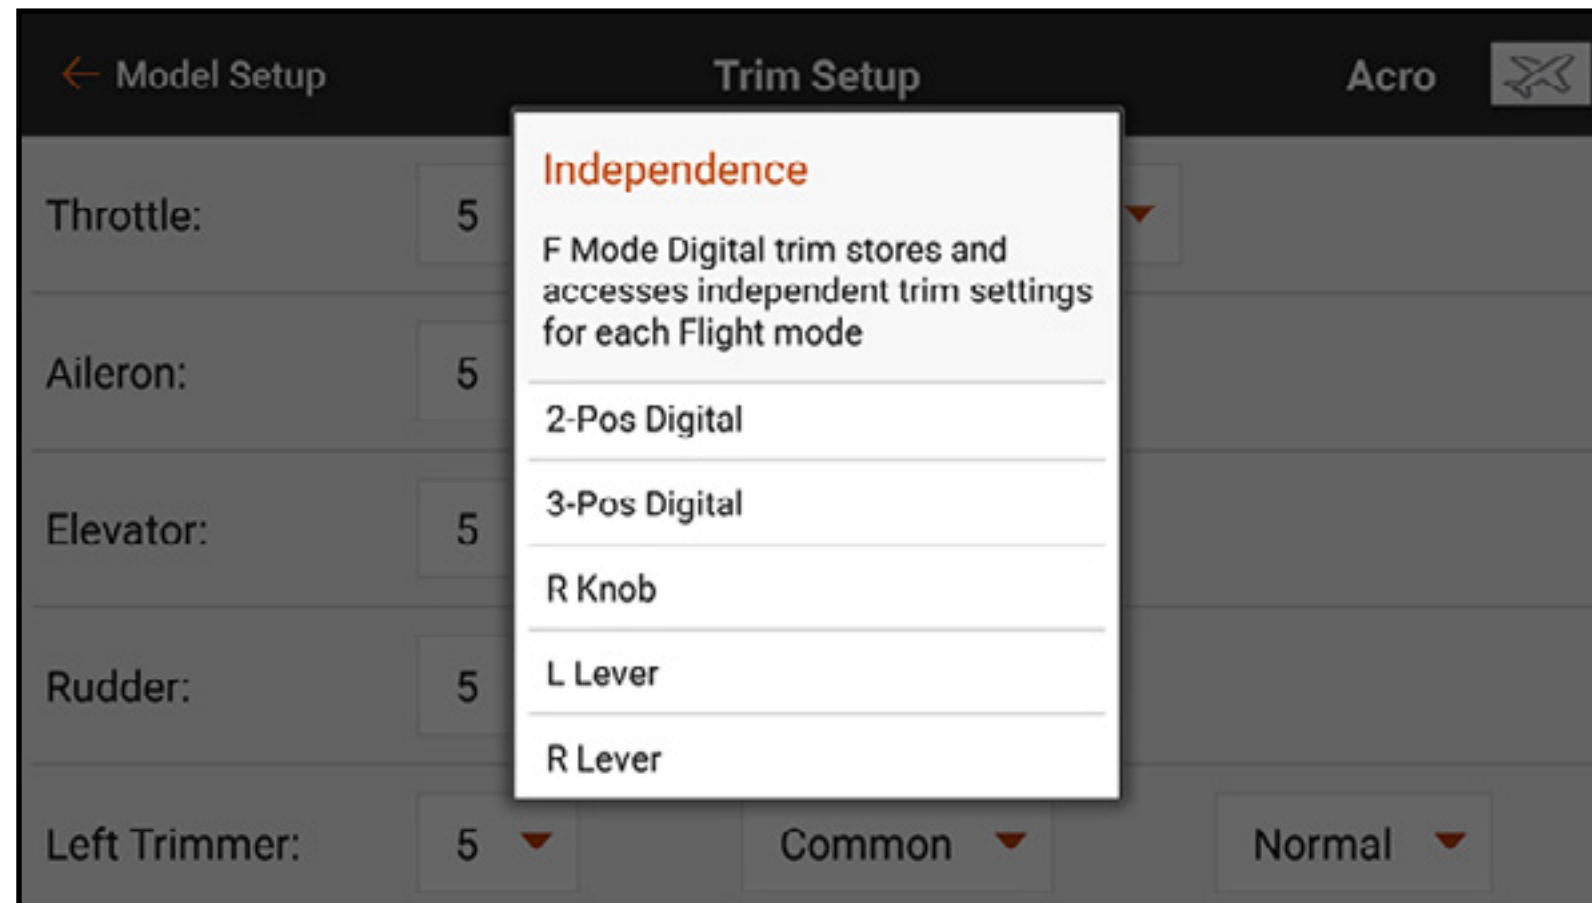 Model Setup
Trim Setup
Acro
Independence
F Mode Digital trim stores and
accesses independent trim settings
for each Flight mode
2-Pos Digital
3-Pos Digital
R Knob
L Lever
R Lever
Throttle: 5
Aileron: 5
Elevator: 5
Rudder: 5
Left Trimmer: 5 Common Normal